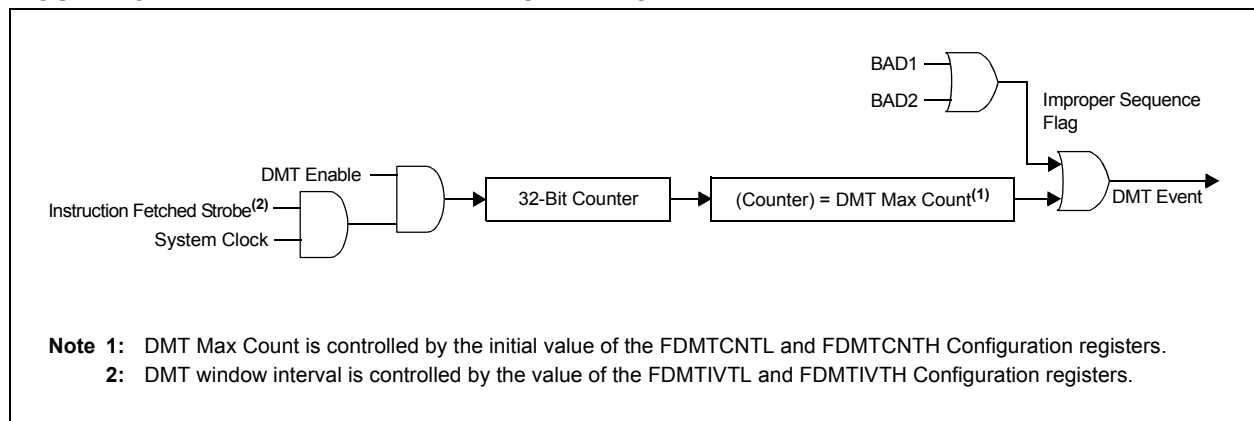 BAD1
BAD2
Improper Sequence
Flag
DMT Enable
Instruction Fetched Strobe(2)
System Clock
32-Bit Counter
(Counter) = DMT Max Count(1)
DMT Event
Note 1: DMT Max Count is controlled by the initial value of the FDMTCNTL and FDMTCNTH Configuration registers.
2: DMT window interval is controlled by the value of the FDMTIVTL and FDMTIVTH Configuration registers.